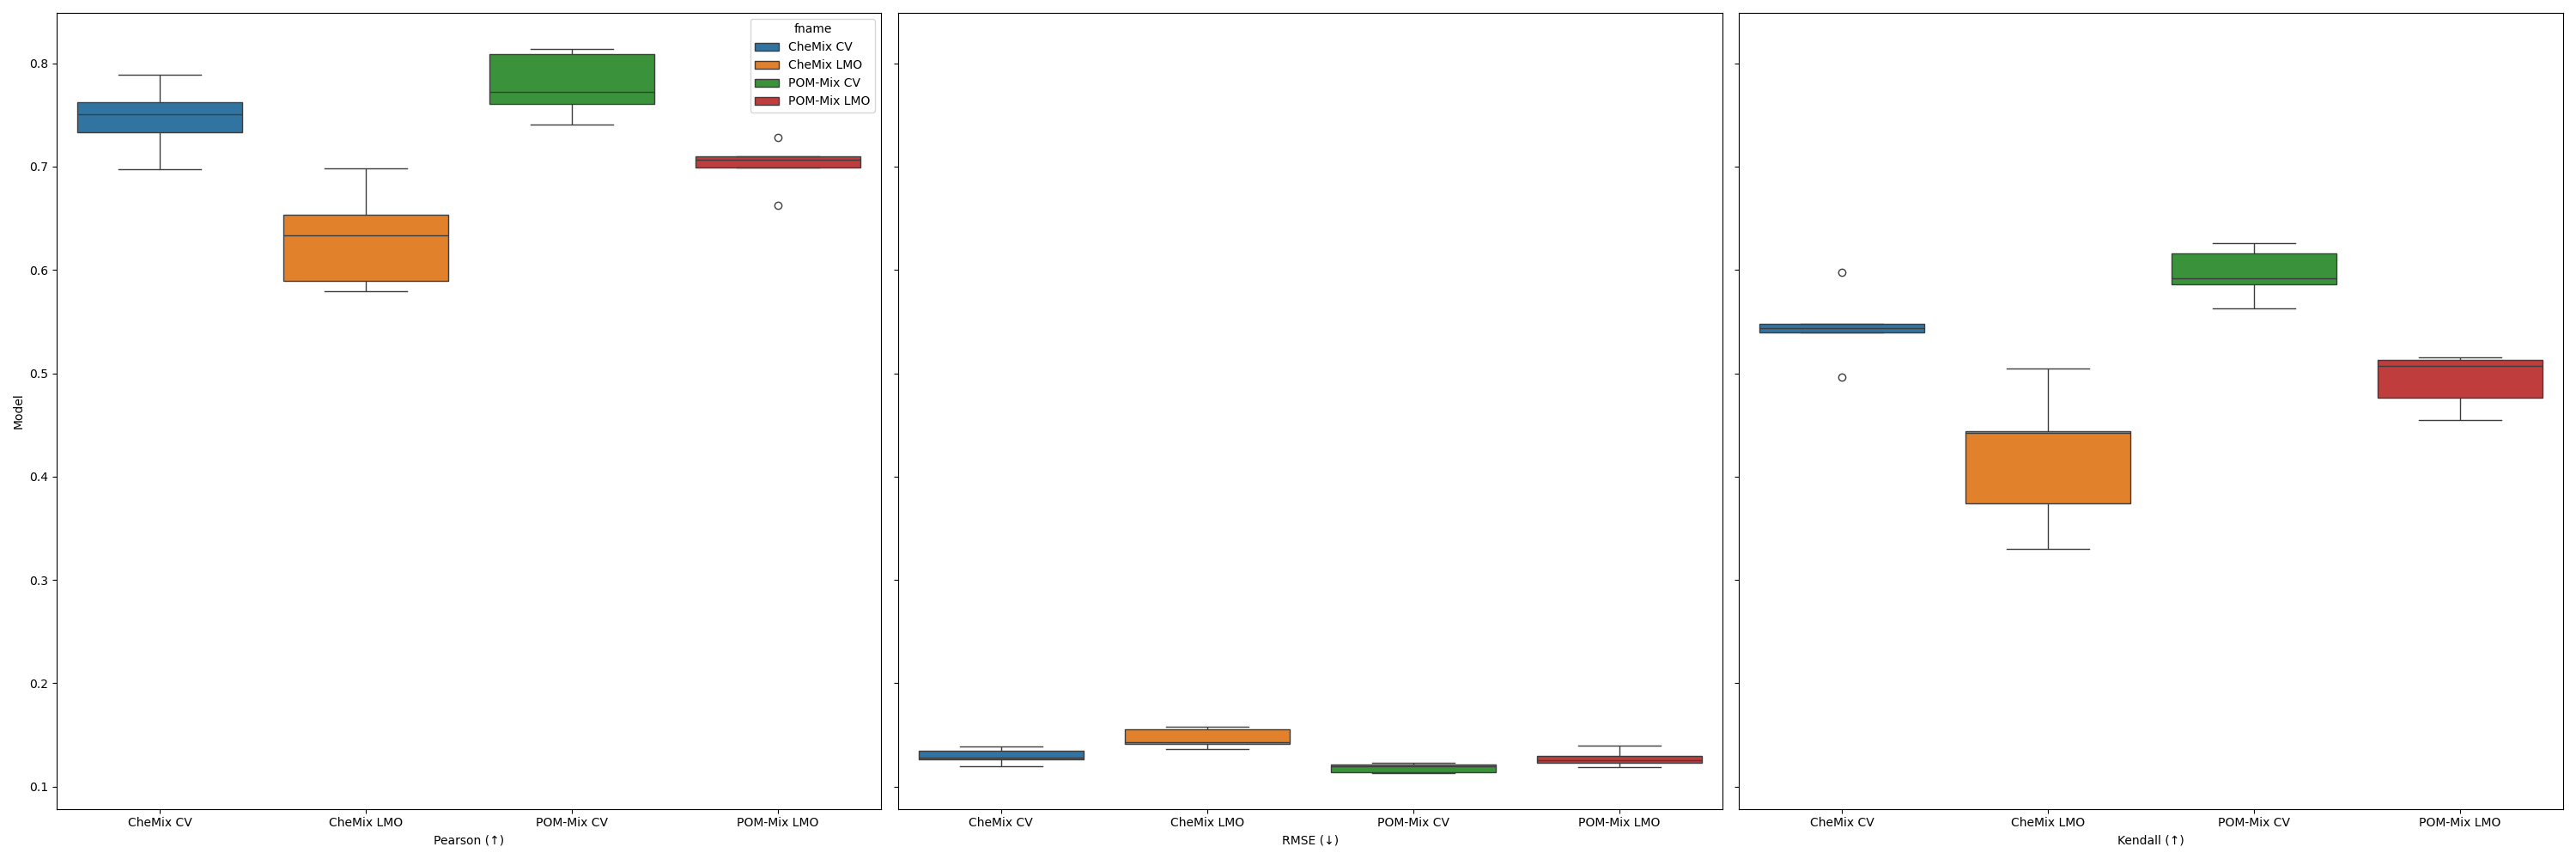 fname
CheMix CV
CheMix LMO
POM-Mix CV
POM-Mix LMO
0.8
0.7
0.6
0.5
0.4
0.3
0.2
0.1
Model
CheMix CV CheMix LMO POM-Mix CV POM-Mix LMO
Pearson (↑)
CheMix CV CheMix LMO POM-Mix CV POM-Mix LMO
RMSE (↓)
CheMix CV CheMix LMO POM-Mix CV POM-Mix LMO
Kendall (↑)